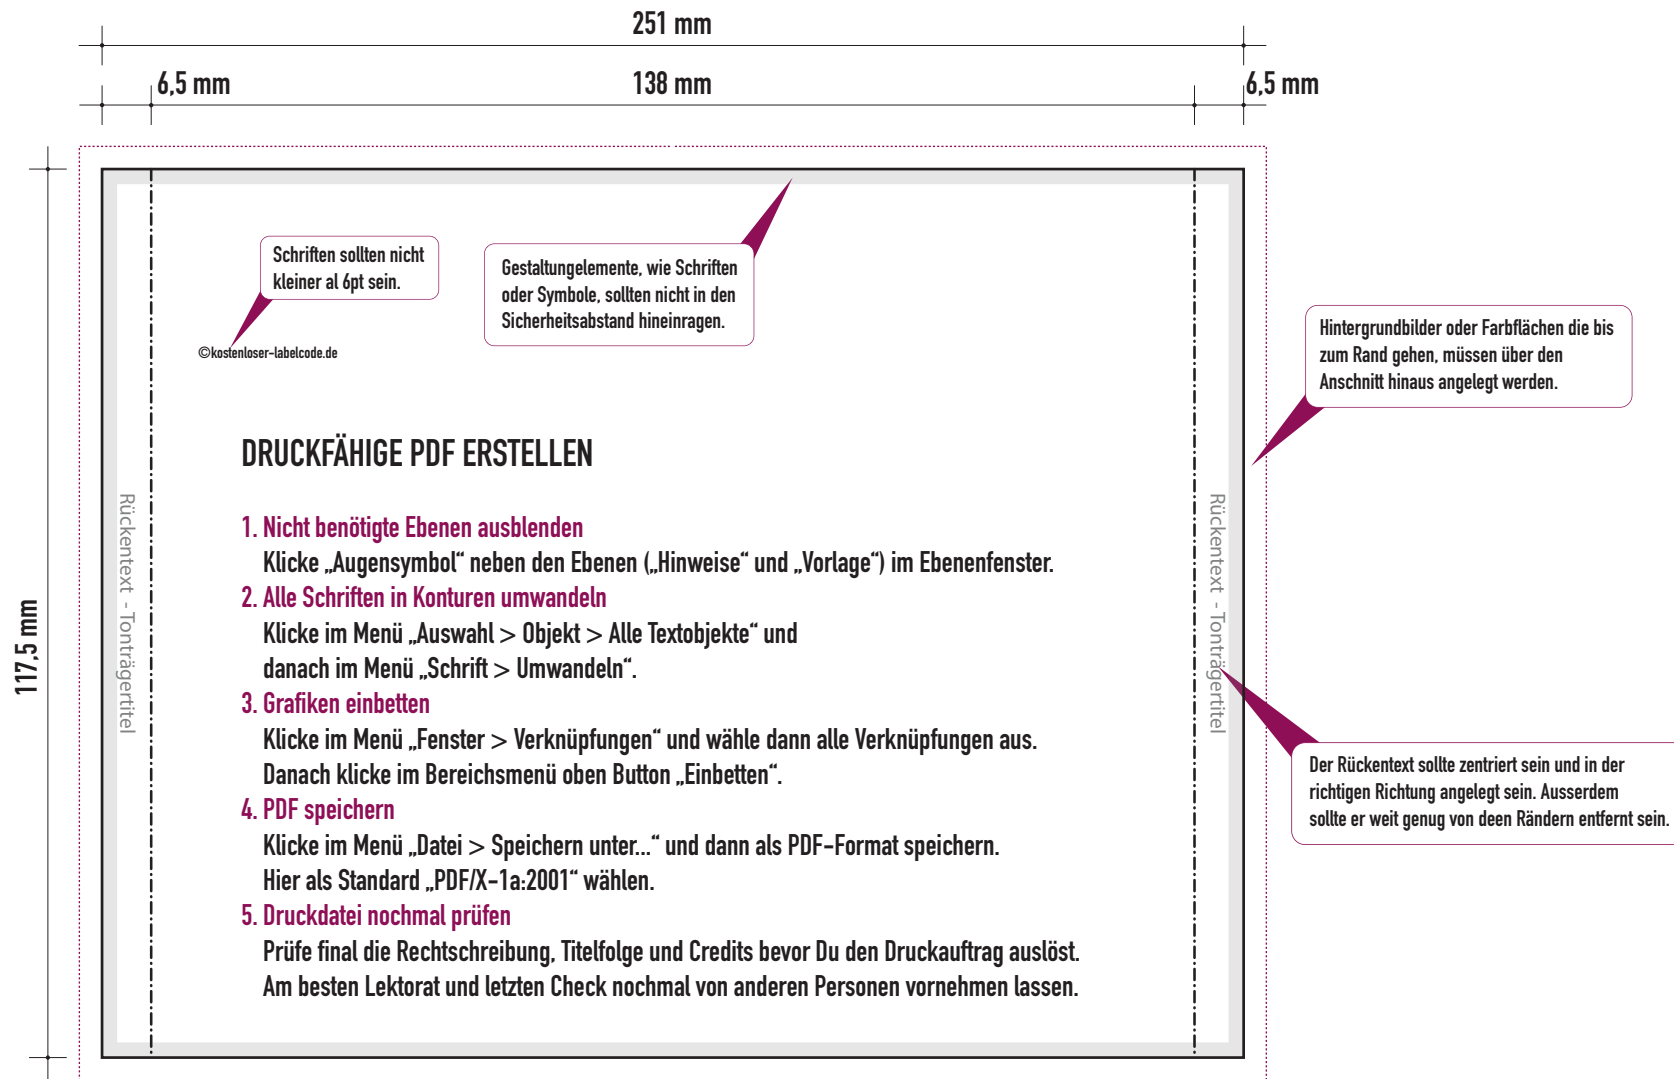 251 mm
6,5 mm
138 mm
6,5 mm
117,5 mm
Schriften sollten nicht
kleiner al 6pt sein.
Gestaltungelemente, wie Schriften
oder Symbole, sollten nicht in den
Sicherheitsabstand hineinragen.
©kostenloser-labelcode.de
Hintergrundbilder oder Farbflächen die bis
zum Rand gehen, müssen über den
Anschnitt hinaus angelegt werden.
DRUCKFÄHIGE PDF ERSTELLEN
1. Nicht benötigte Ebenen ausblenden
Klicke „Augensymbol“ neben den Ebenen („Hinweise“ und „Vorlage“) im Ebenenfenster.
2. Alle Schriften in Konturen umwandeln
Klicke im Menü „Auswahl > Objekt > Alle Textobjekte“ und
danach im Menü „Schrift > Umwandeln“.
3. Grafiken einbetten
Klicke im Menü „Fenster > Verknüpfungen“ und wähle dann alle Verknüpfungen aus.
Danach klicke im Bereichsmenü oben Button „Einbetten“.
4. PDF speichern
Klicke im Menü „Datei > Speichern unter...“ und dann als PDF-Format speichern.
Hier als Standard „PDF/X-1a:2001“ wählen.
5. Druckdatei nochmal prüfen
Prüfe final die Rechtschreibung, Titelfolge und Credits bevor Du den Druckauftrag auslöst.
Am besten Lektorat und letzten Check nochmal von anderen Personen vornehmen lassen.
Rückentext - Tonträgertitel
Rückentext - Tonträgertitel
Der Rückentext sollte zentriert sein und in der
richtigen Richtung angelegt sein. Ausserdem
sollte er weit genug von deen Rändern entfernt sein.